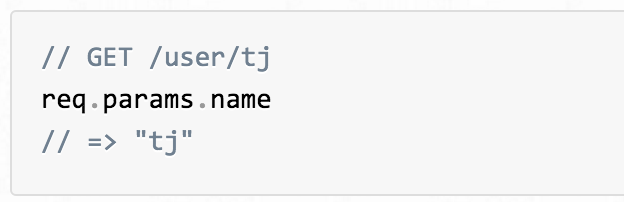 // GET /user/tj
req.params.name
// => "tj"